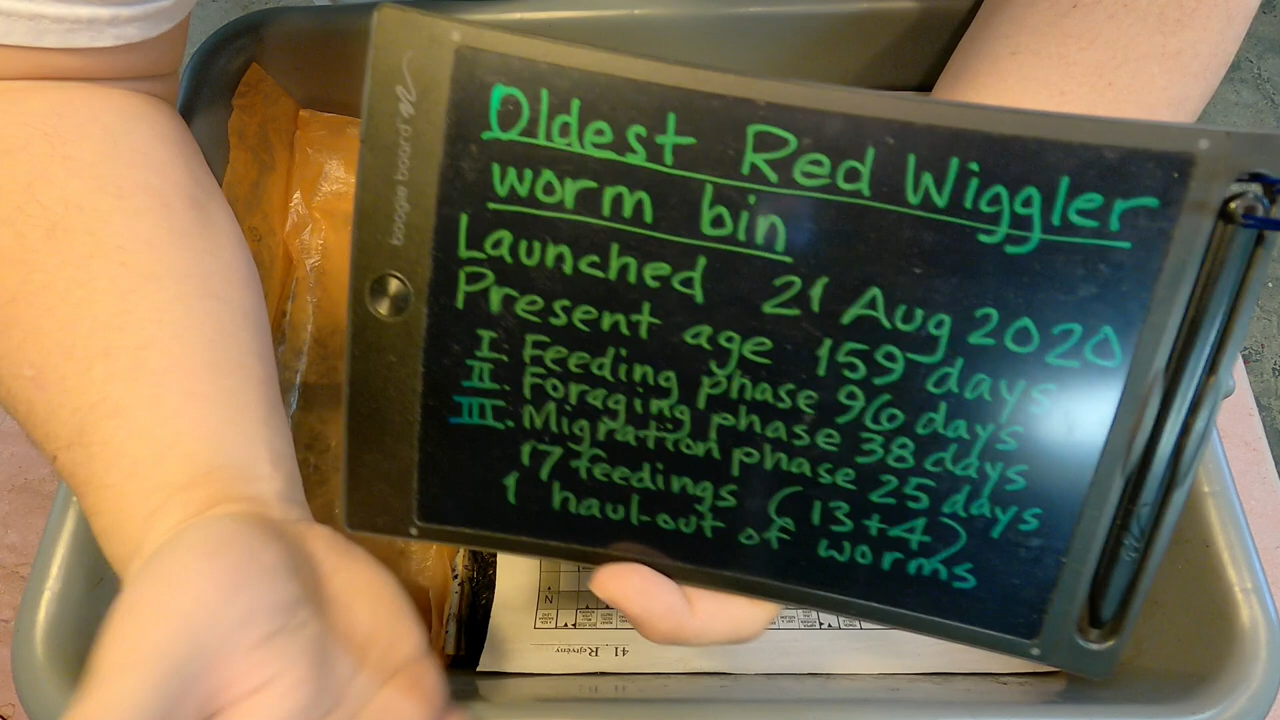 Oldest Red Wiggler
worm bin
Launched 21 Aug 2020
Present age 159 days
I. Feeding phase 96 days
II. Foraging phase 38 days
III. Migration phase 25 days
17 feedings (13+4)
1 haul-out of worms
boogie board
41. Rejtvény